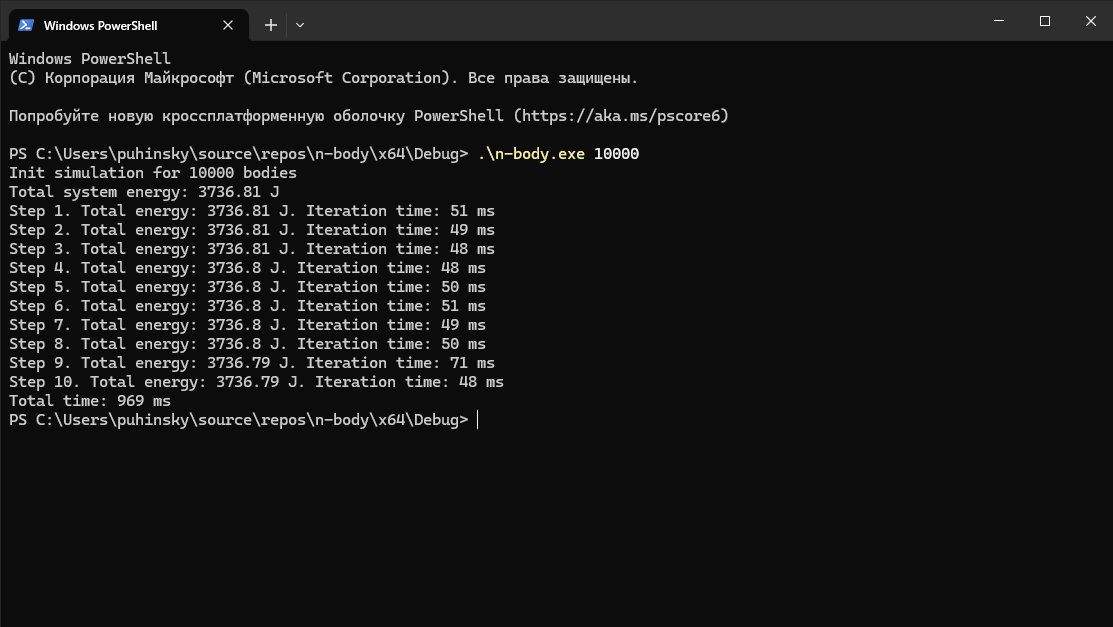 Windows PowerShell
Windows PowerShell
(C) Корпорация Майкрософт (Microsoft Corporation). Все права защищены.
Попробуйте новую кроссплатформенную оболочку PowerShell (https://aka.ms/pscore6)
PS C:\Users\puhinsky\source\repos\n-body\x64\Debug> .\n-body.exe 10000
Init simulation for 10000 bodies
Total system energy: 3736.81 J
Step 1. Total energy: 3736.81 J. Iteration time: 51 ms
Step 2. Total energy: 3736.81 J. Iteration time: 49 ms
Step 3. Total energy: 3736.81 J. Iteration time: 48 ms
Step 4. Total energy: 3736.8 J. Iteration time: 48 ms
Step 5. Total energy: 3736.8 J. Iteration time: 50 ms
Step 6. Total energy: 3736.8 J. Iteration time: 51 ms
Step 7. Total energy: 3736.8 J. Iteration time: 49 ms
Step 8. Total energy: 3736.8 J. Iteration time: 50 ms
Step 9. Total energy: 3736.79 J. Iteration time: 71 ms
Step 10. Total energy: 3736.79 J. Iteration time: 48 ms
Total time: 969 ms
PS C:\Users\puhinsky\source\repos\n-body\x64\Debug>